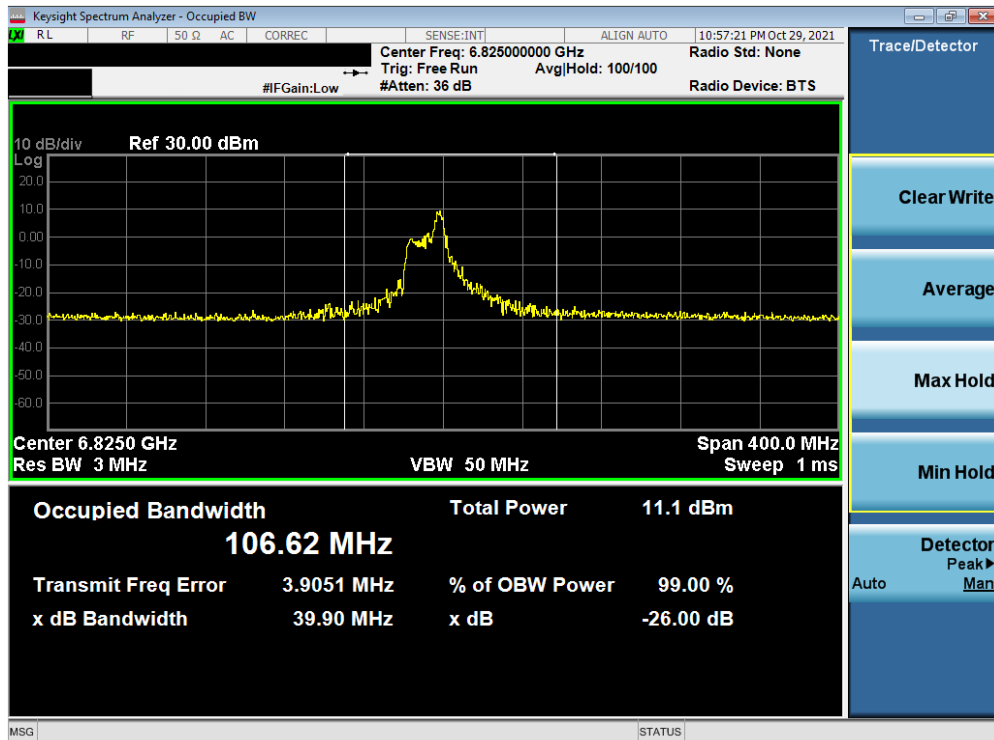 Keysight Spectrum Analyzer - Occupied BW
LXI RL RF 50 Ω AC CORREC SENSE:INT ALIGN AUTO 10:57:21 PM Oct 29, 2021
Center Freq: 6.825000000 GHz Radio Std: None
Trig: Free Run Avg|Hold: 100/100
#IFGain:Low #Atten: 36 dB Radio Device: BTS
10 dB/div Ref 30.00 dBm
Log
20.0
10.0
0.00
-10.0
-20.0
-30.0
-40.0
-50.0
-60.0
Center 6.8250 GHz Span 400.0 MHz
Res BW 3 MHz VBW 50 MHz Sweep 1 ms
Occupied Bandwidth Total Power 11.1 dBm
106.62 MHz
Transmit Freq Error 3.9051 MHz % of OBW Power 99.00 %
x dB Bandwidth 39.90 MHz x dB -26.00 dB
MSG STATUS
Trace/Detector
Clear Write
Average
Max Hold
Min Hold
Detector
Peak▶
Auto Man